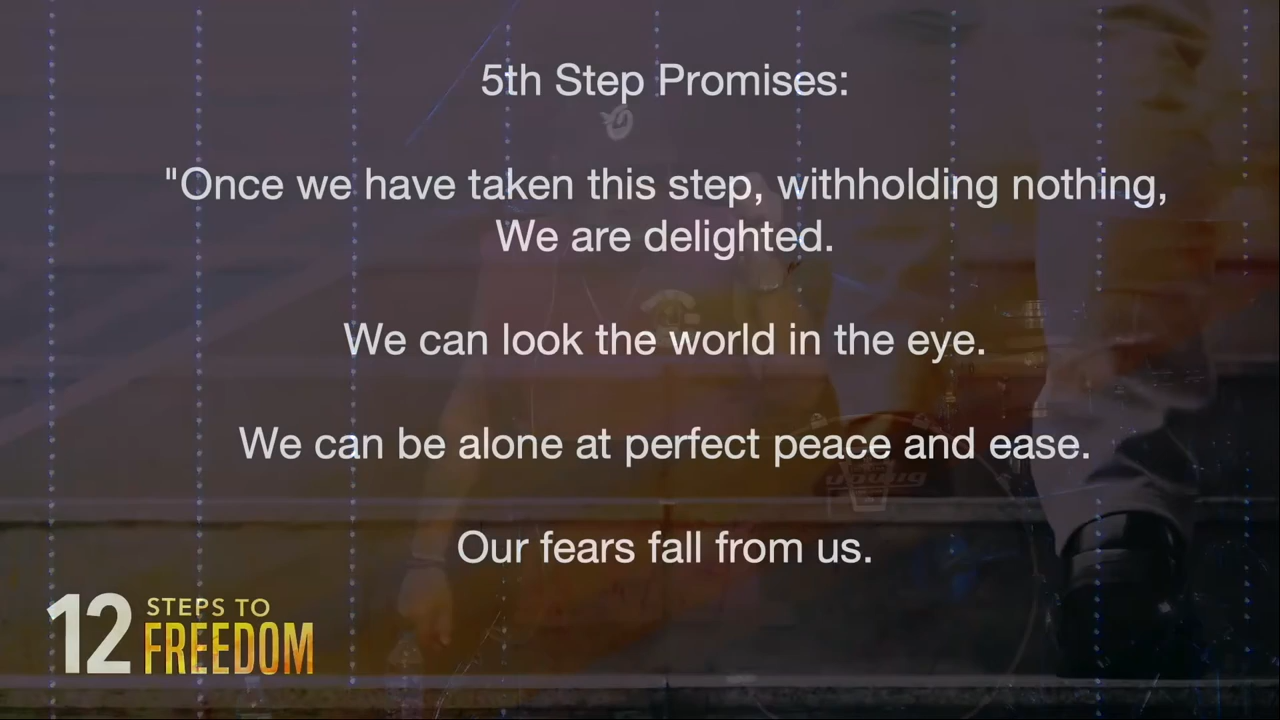 5th Step Promises:
"Once we have taken this step, withholding nothing,
We are delighted.
We can look the world in the eye.
We can be alone at perfect peace and ease.
Our fears fall from us.
12 STEPS TO
FREEDOM